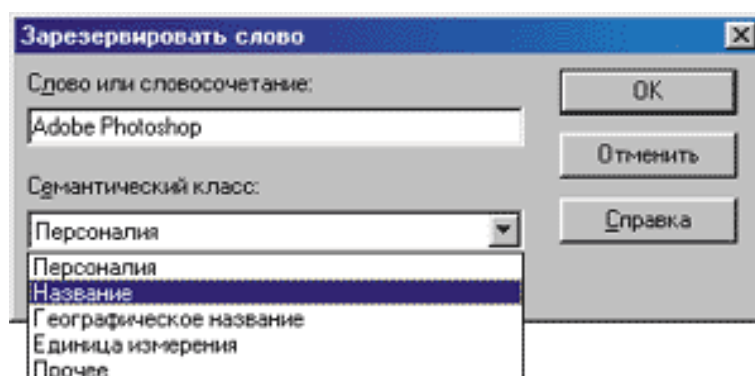 Зарезервировать слово
Слово или словосочетание:
Adobe Photoshop
Семантический класс:
Персоналия
Персоналия
Название
Географическое название
Единица измерения
Прочее
OK
Отменить
Справка